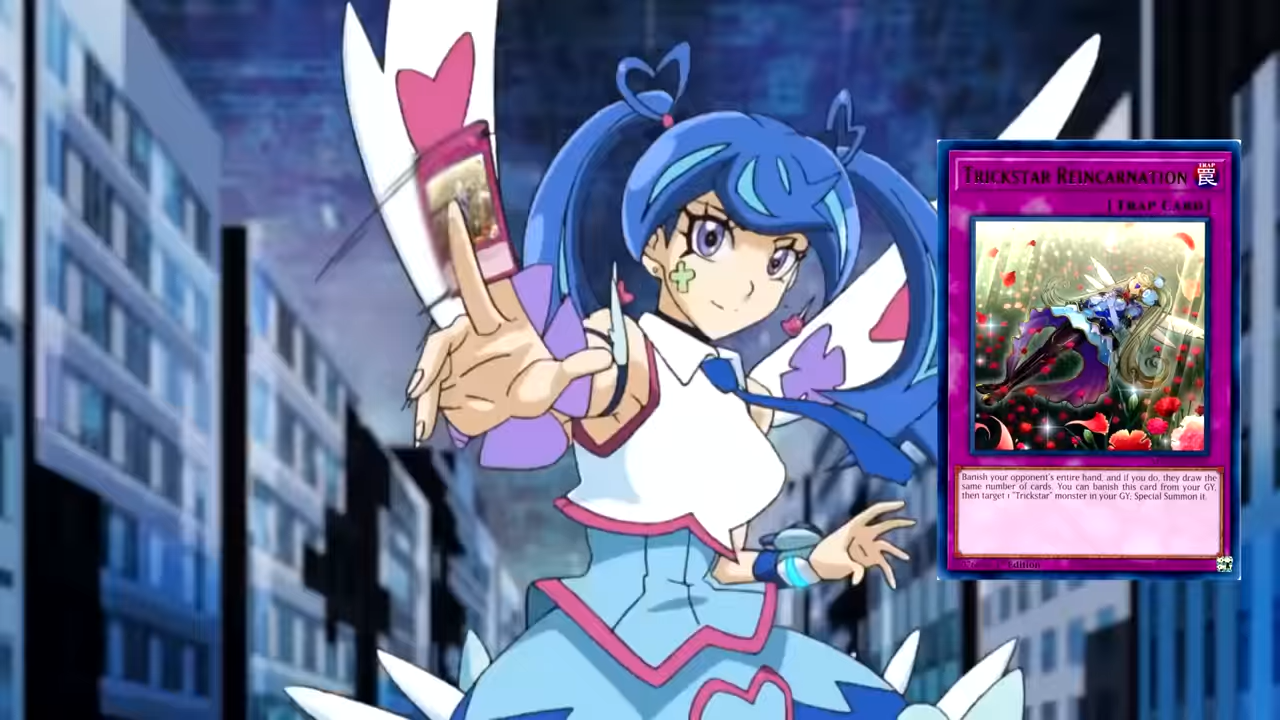 TRICKSTAR REINCARNATION
TRAP
罠
[TRAP CARD]
Banish your opponent's entire hand, and if you do, they draw the
same number of cards. You can banish this card from your GY,
then target 1 "Trickstar" monster in your GY; Special Summon it.
Edition